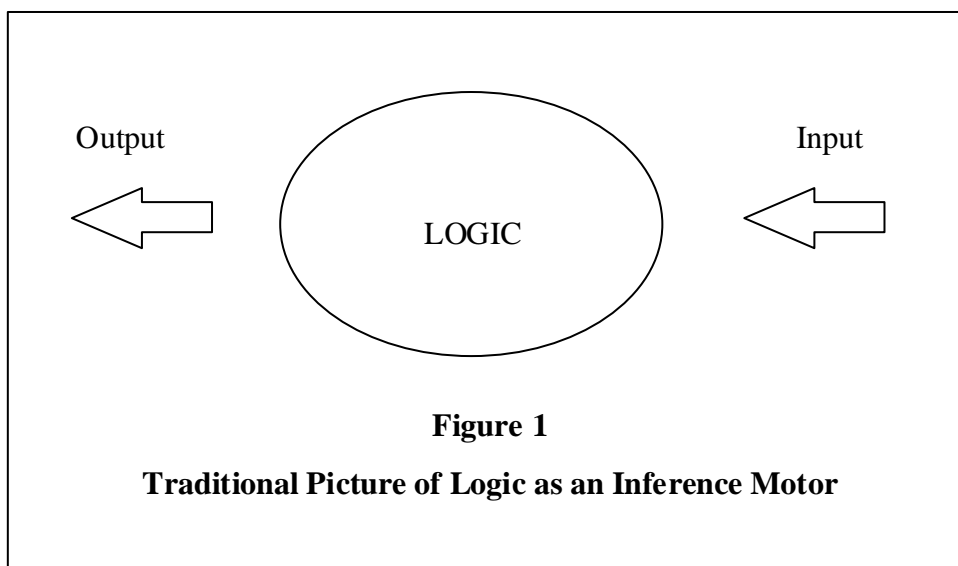 Output
Input
LOGIC
Figure 1
Traditional Picture of Logic as an Inference Motor